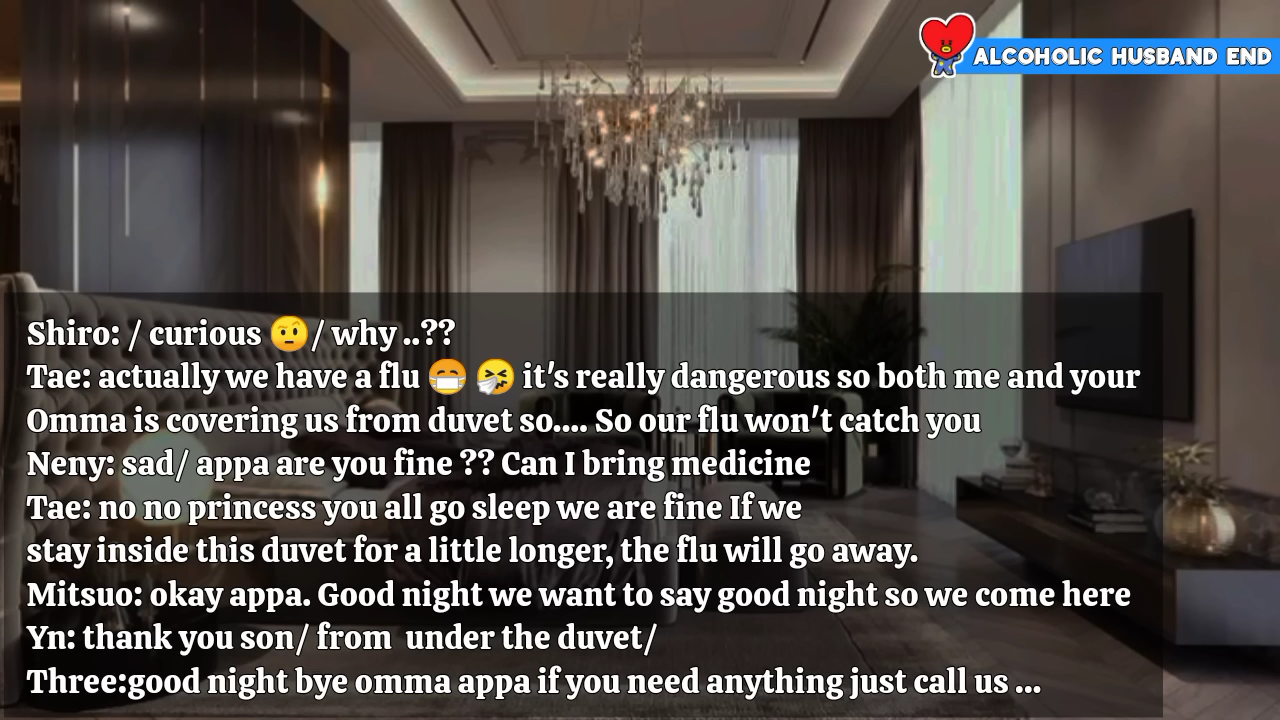 ALCOHOLIC HUSBAND END
Shiro: / curious 🤨/ why ..??
Tae: actually we have a flu 😷 🤧 it's really dangerous so both me and your
Omma is covering us from duvet so.... So our flu won't catch you
Neny: sad/ appa are you fine ?? Can I bring medicine
Tae: no no princess you all go sleep we are fine If we
stay inside this duvet for a little longer, the flu will go away.
Mitsuo: okay appa. Good night we want to say good night so we come here
Yn: thank you son/ from  under the duvet/
Three:good night bye omma appa if you need anything just call us ...